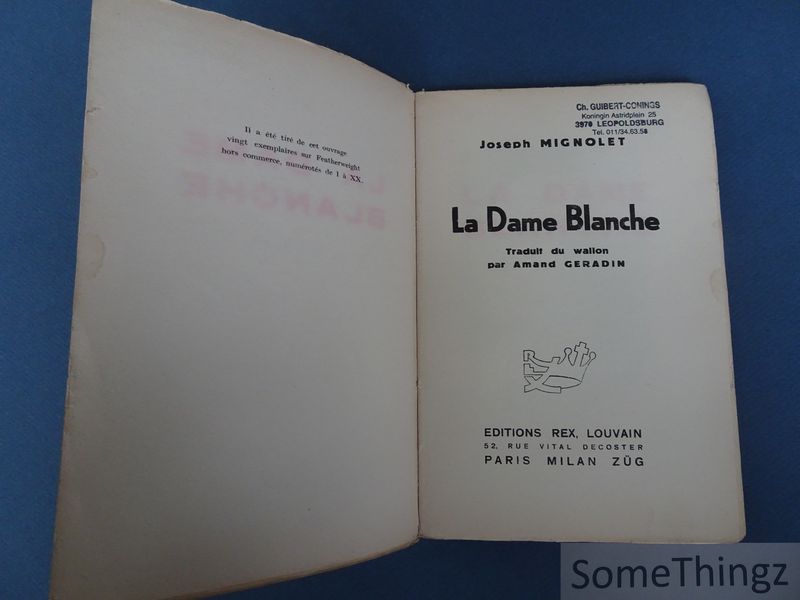 Il a été tiré de cet ouvrage
vingt exemplaires sur Featherweight
hors commerce, numérotés de I à XX.
BLANCHE
Ch. GUIBERT-CONINGS
Koningin Astridplein 25
3970 LEOPOLDSBURG
Tel. 011/34.63.58
Joseph MIGNOLET
La Dame Blanche
Traduit du wallon
par Amand GERADIN
REX
EDITIONS REX, LOUVAIN
52, RUE VITAL DECOSTER
PARIS MILAN ZÜG
SomeThingz